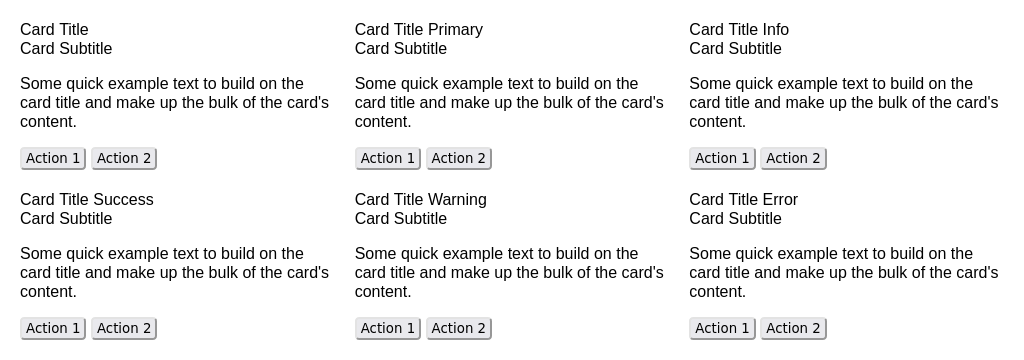 Card Title
Card Subtitle
Some quick example text to build on the
card title and make up the bulk of the card's
content.
Action 1 Action 2
Card Title Primary
Card Subtitle
Some quick example text to build on the
card title and make up the bulk of the card's
content.
Action 1 Action 2
Card Title Info
Card Subtitle
Some quick example text to build on the
card title and make up the bulk of the card's
content.
Action 1 Action 2
Card Title Success
Card Subtitle
Some quick example text to build on the
card title and make up the bulk of the card's
content.
Action 1 Action 2
Card Title Warning
Card Subtitle
Some quick example text to build on the
card title and make up the bulk of the card's
content.
Action 1 Action 2
Card Title Error
Card Subtitle
Some quick example text to build on the
card title and make up the bulk of the card's
content.
Action 1 Action 2